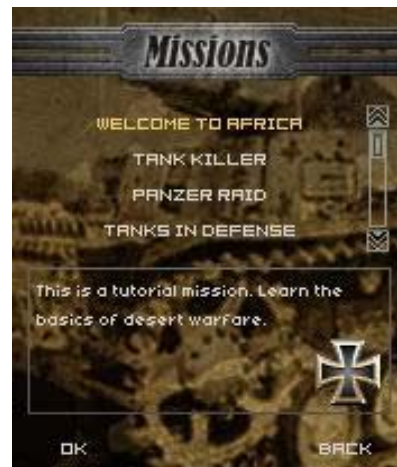 Missions
WELCOME TO AFRICA
TANK KILLER
PANZER RAID
TANKS IN DEFENSE
This is a tutorial mission. Learn the
basics of desert warfare.
OK BACK